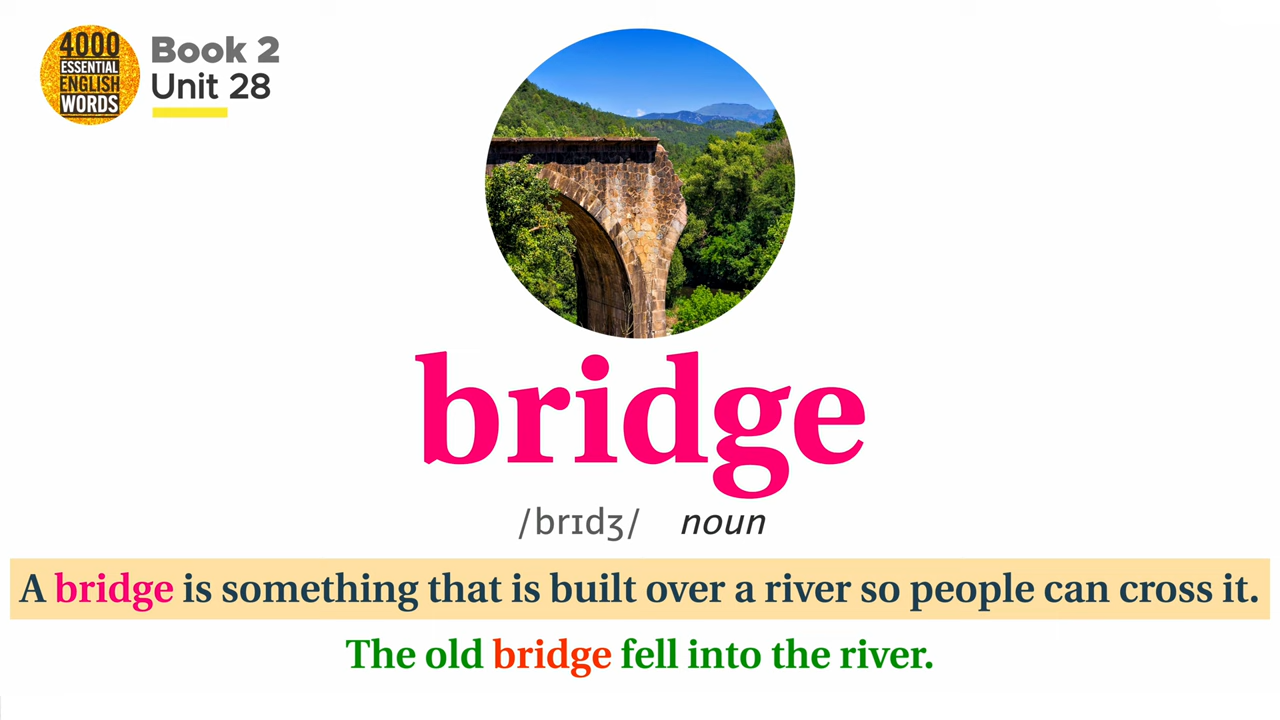 4000
ESSENTIAL
ENGLISH
WORDS
Book 2
Unit 28
bridge
/brɪdʒ/ noun
A bridge is something that is built over a river so people can cross it.
The old bridge fell into the river.